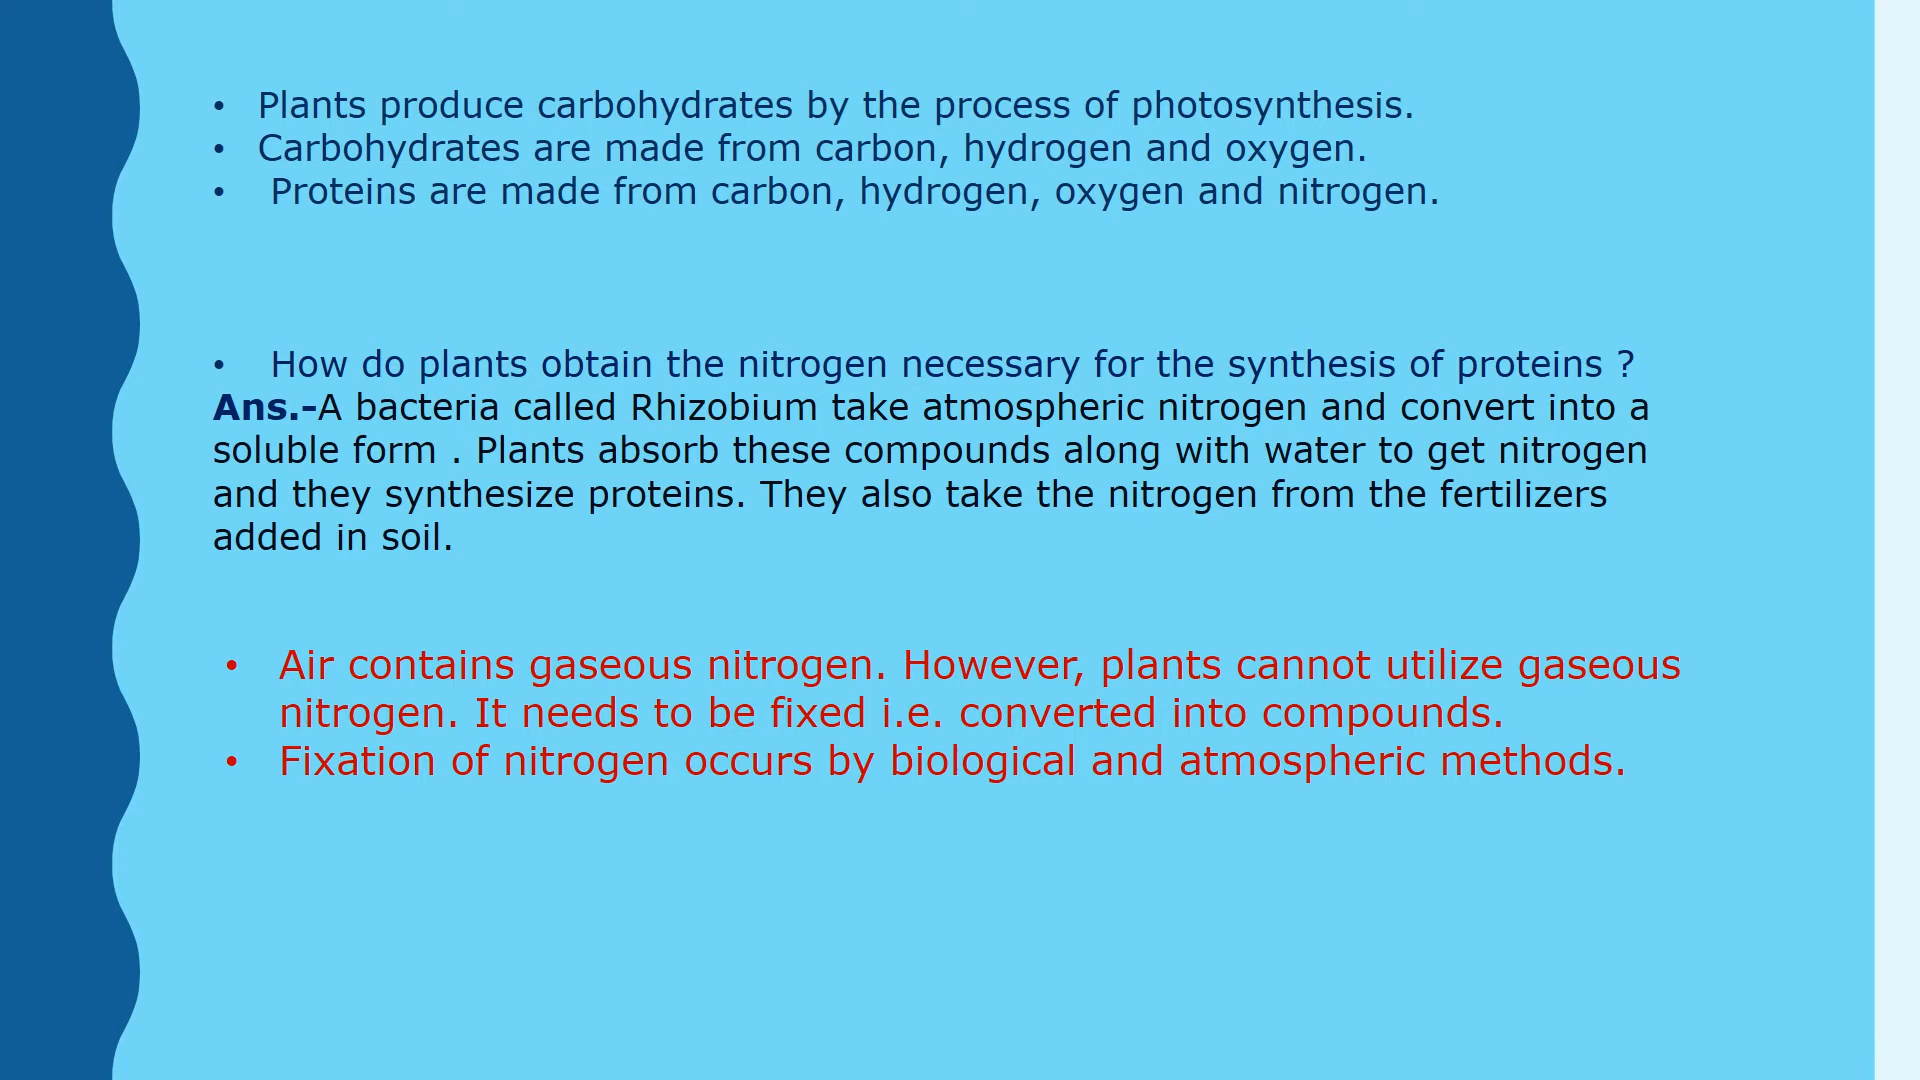 • Plants produce carbohydrates by the process of photosynthesis.
• Carbohydrates are made from carbon, hydrogen and oxygen.
• Proteins are made from carbon, hydrogen, oxygen and nitrogen.
• How do plants obtain the nitrogen necessary for the synthesis of proteins ?
Ans.-A bacteria called Rhizobium take atmospheric nitrogen and convert into a
soluble form . Plants absorb these compounds along with water to get nitrogen
and they synthesize proteins. They also take the nitrogen from the fertilizers
added in soil.
• Air contains gaseous nitrogen. However, plants cannot utilize gaseous
nitrogen. It needs to be fixed i.e. converted into compounds.
• Fixation of nitrogen occurs by biological and atmospheric methods.